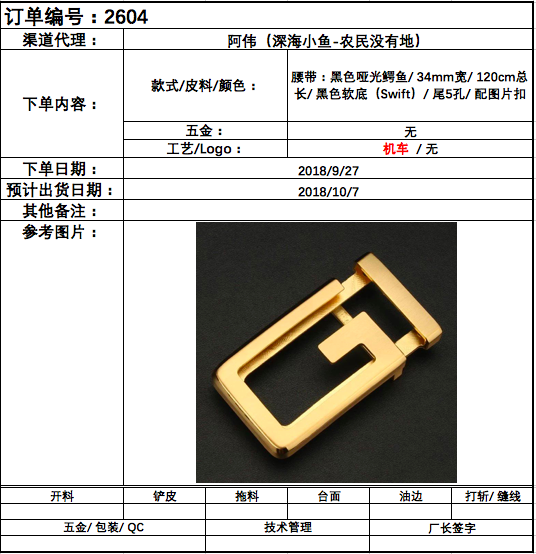 订单编号：2604
渠道代理： 阿伟（深海小鱼-农民没有地）
下单内容： 款式/皮料/颜色： 腰带：黑色哑光鳄鱼/ 34mm宽/ 120cm总
长/ 黑色软底（Swift）/ 尾5孔/ 配图片扣
五金： 无
工艺/Logo： 机车 / 无
下单日期： 2018/9/27
预计出货日期： 2018/10/7
其他备注：
参考图片：
开料 铲皮 拖料 台面 油边 打斩/ 缝线
五金/ 包装/ QC 技术管理 厂长签字